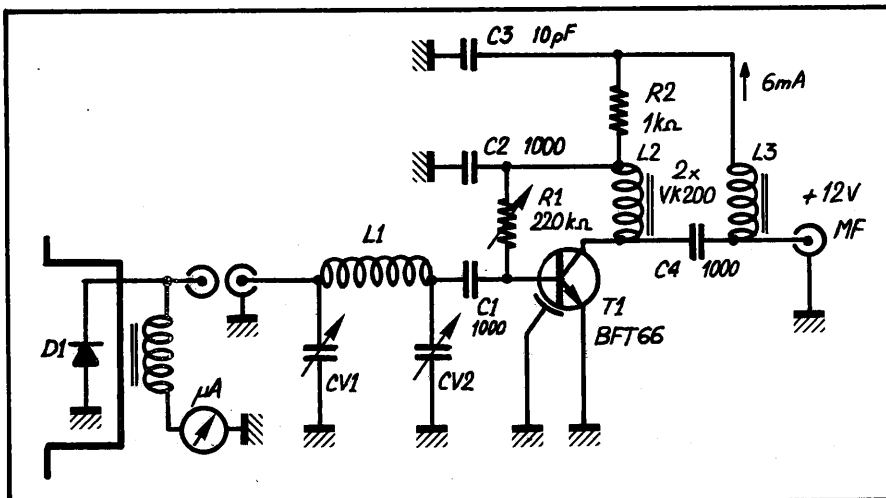 C3 10pF
R2
1kΩ
6mA
C2 1000
L2
L3
2x
VK200
R1
220kΩ
+12V
MF
L1
C4
1000
C1
1000
T1
BFT66
D1
CV1
CV2
μA